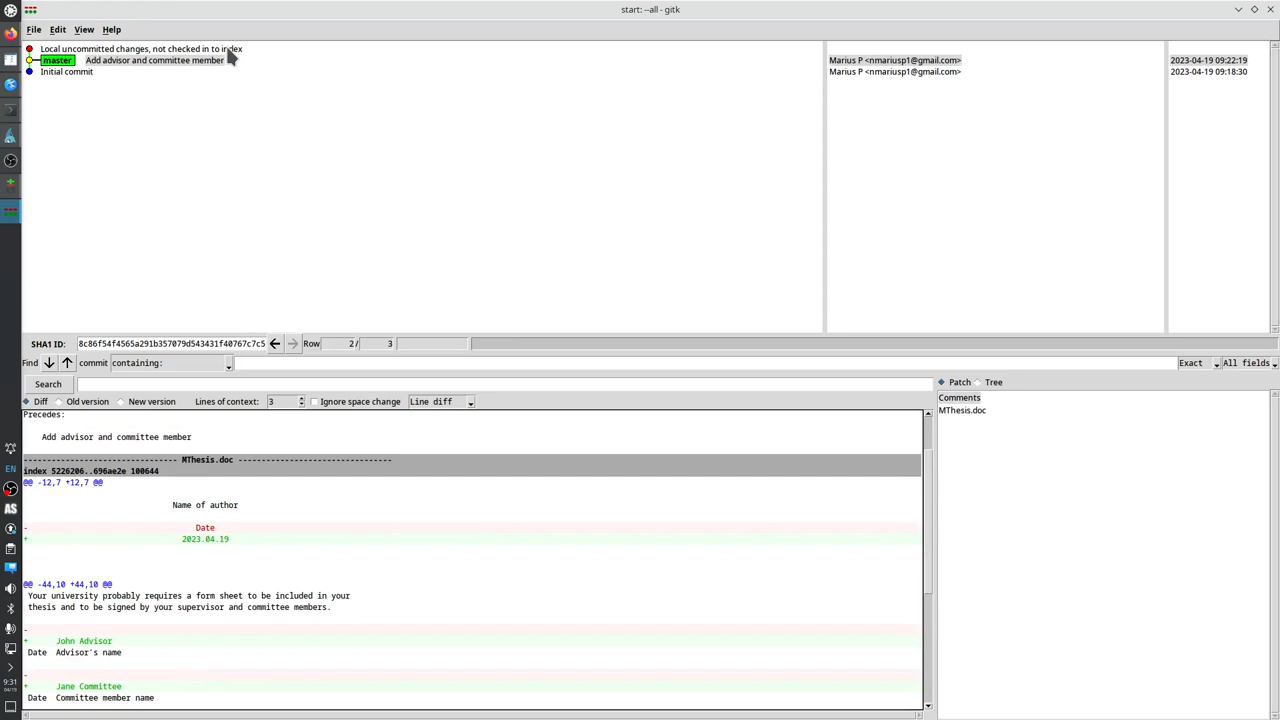 start: --all - gitk
File Edit View Help
Local uncommitted changes, not checked in to index
master Add advisor and committee member Marius P <nmariusp1@gmail.com> 2023-04-19 09:22:19
Initial commit Marius P <nmariusp1@gmail.com> 2023-04-19 09:18:30
SHA1 ID: 8c86f54f4565a291b357079d543431f40767c7c5 Row 2/ 3
Find commit containing: Exact All fields
Search
Patch Tree
Diff Old version New version Lines of context: 3 Ignore space change Line diff
Comments
MThesis.doc
Precedes:
Add advisor and committee member
-------------------------------- MThesis.doc --------------------------------
index 5226206..696ae2e 100644
@@ -12,7 +12,7 @@
Name of author
- Date
+ 2023.04.19
@@ -44,10 +44,10 @@
Your university probably requires a form sheet to be included in your
thesis and to be signed by your supervisor and committee members.
-
+ John Advisor
Date Advisor's name
-
+ Jane Committee
Date Committee member name
EN
AS
9:31
04/19